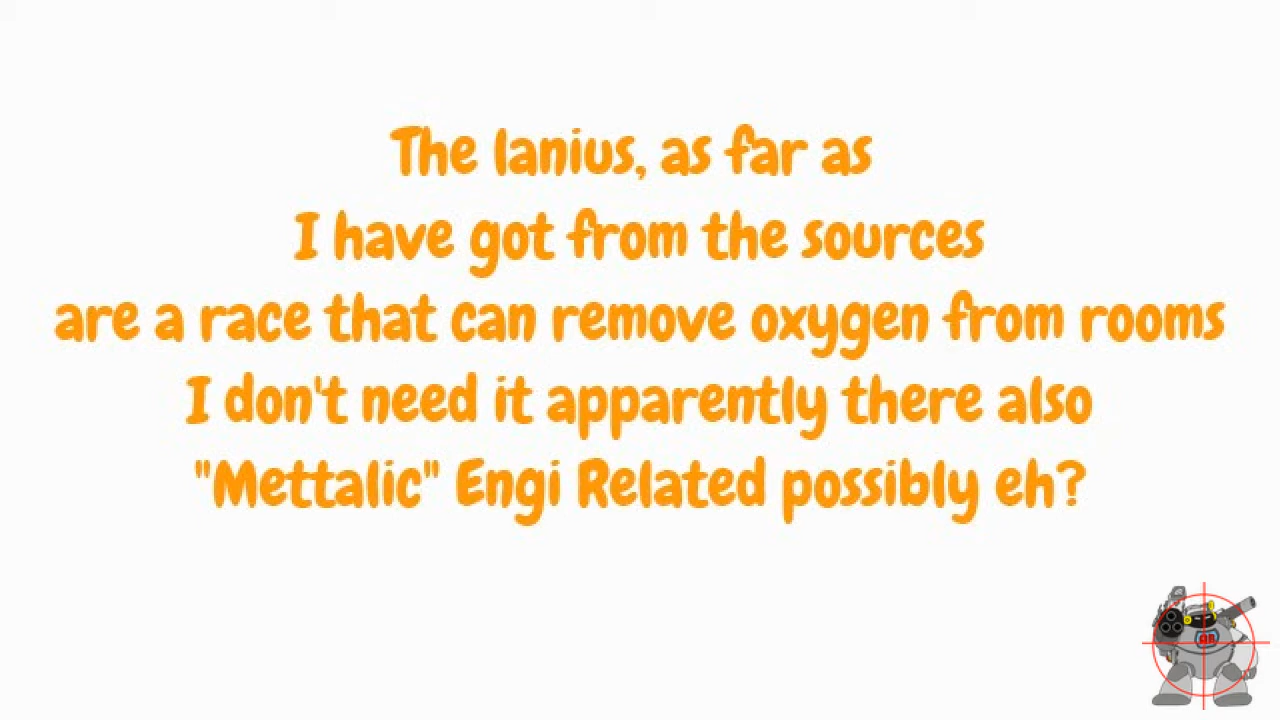 The lanius, as far as
I have got from the sources
are a race that can remove oxygen from rooms
I don't need it apparently there also
"Mettalic" Engi Related possibly eh?